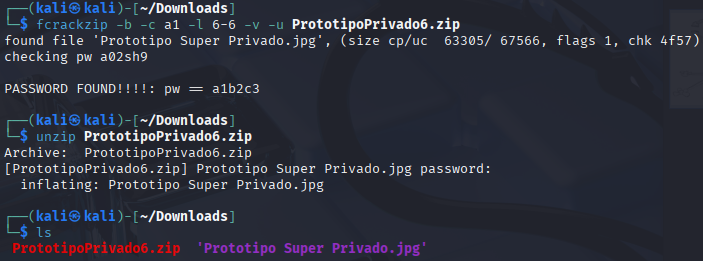 ┌──(kali㉿kali)-[~/Downloads]
└─$ fcrackzip -b -c a1 -l 6-6 -v -u PrototipoPrivado6.zip
found file 'Prototipo Super Privado.jpg', (size cp/uc  63305/ 67566, flags 1, chk 4f57)
checking pw a02sh9

PASSWORD FOUND!!!!: pw == a1b2c3

┌──(kali㉿kali)-[~/Downloads]
└─$ unzip PrototipoPrivado6.zip
Archive:  PrototipoPrivado6.zip
[PrototipoPrivado6.zip] Prototipo Super Privado.jpg password:
  inflating: Prototipo Super Privado.jpg

┌──(kali㉿kali)-[~/Downloads]
└─$ ls
 PrototipoPrivado6.zip  'Prototipo Super Privado.jpg'